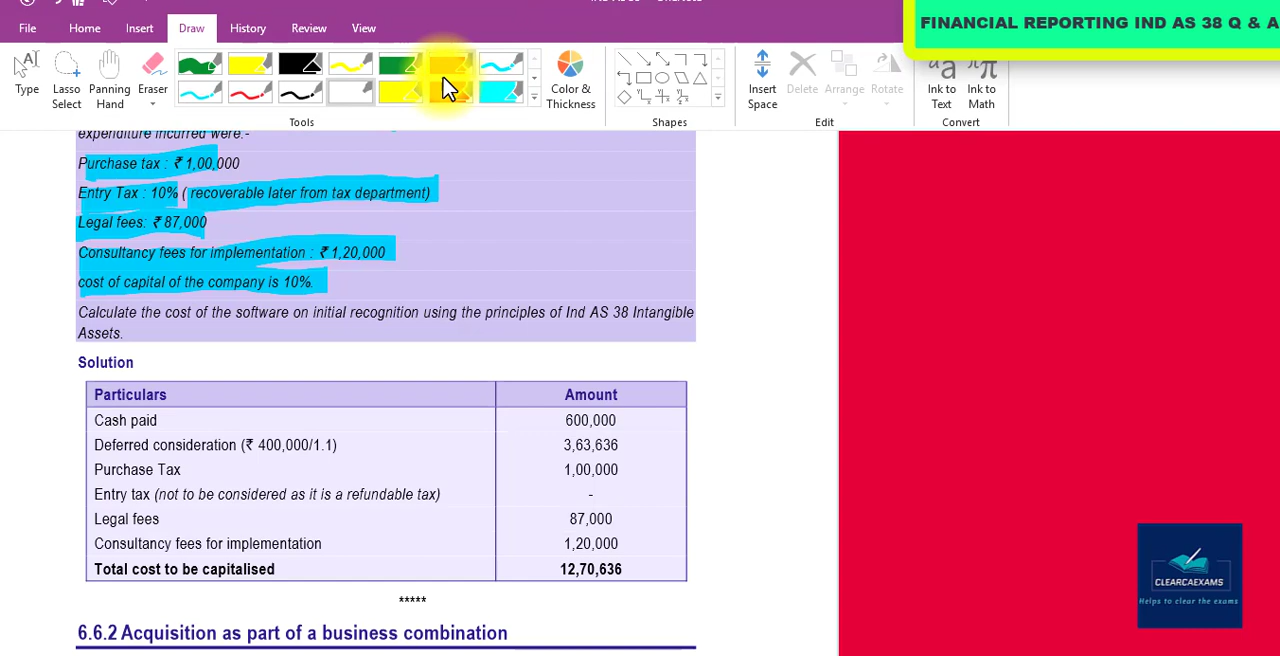 FINANCIAL REPORTING IND AS 38 Q & A
File Home Insert Draw History Review View
Type
Lasso Select
Panning Hand
Eraser
Color & Thickness
Insert Space
Delete
Arrange
Rotate
Ink to Text
Ink to Math
Tools
Shapes
Edit
Convert
expenditure incurred were:-
Purchase tax : ₹ 1,00,000
Entry Tax : 10% ( recoverable later from tax department)
Legal fees: ₹ 87,000
Consultancy fees for implementation : ₹ 1,20,000
cost of capital of the company is 10%.
Calculate the cost of the software on initial recognition using the principles of Ind AS 38 Intangible
Assets.
Solution
Particulars Amount
Cash paid 600,000
Deferred consideration (₹ 400,000/1.1) 3,63,636
Purchase Tax 1,00,000
Entry tax (not to be considered as it is a refundable tax) -
Legal fees 87,000
Consultancy fees for implementation 1,20,000
Total cost to be capitalised 12,70,636
*****
6.6.2 Acquisition as part of a business combination
CLEARCAEXAMS
Helps to clear the exams